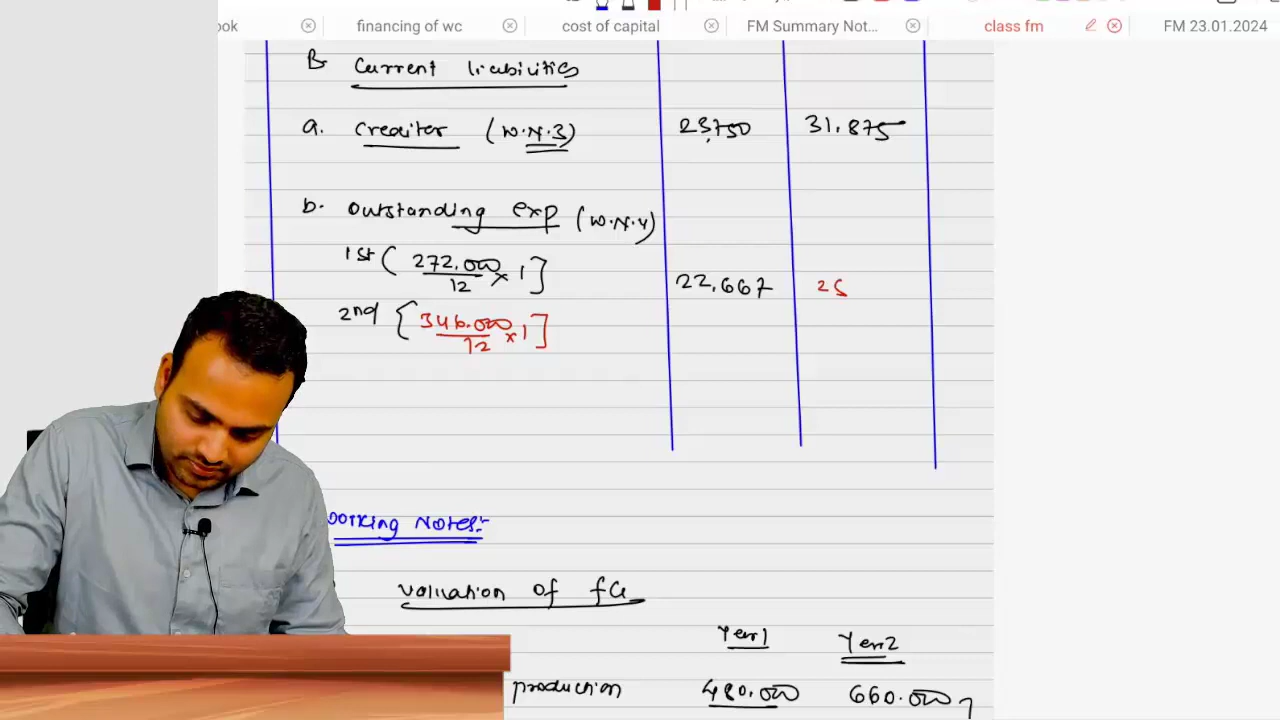 ook financing of wc cost of capital FM Summary Not... class fm FM 23.01.2024
B. Current liabilities
a. Creditor (W.N.3) 23,750 31,875
b. Outstanding exp (W.N.4)
1st ( 272,000/12 × 1 ] 22,667 28
2nd { 346,000/12 × 1 ]
orking Notes:-
Valuation of FG
Year1 Year2
production 480,000 660,000